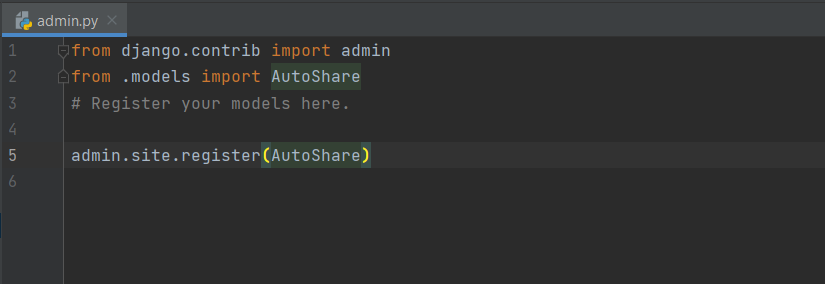 admin.py
1 from django.contrib import admin
2 from .models import AutoShare
3 # Register your models here.
4
5 admin.site.register(AutoShare)
6